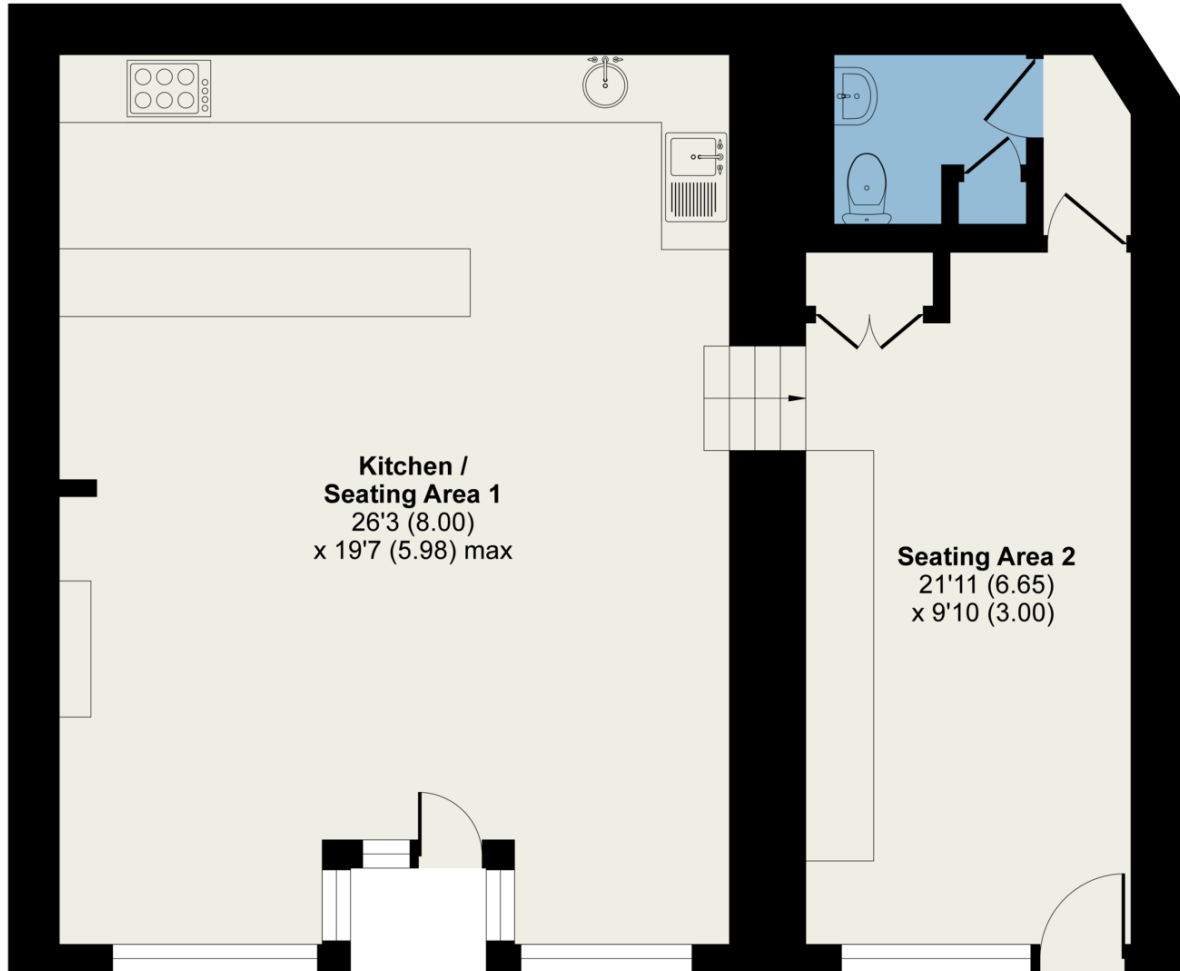 Kitchen /
Seating Area 1
26'3 (8.00)
x 19'7 (5.98) max
Seating Area 2
21'11 (6.65)
x 9'10 (3.00)